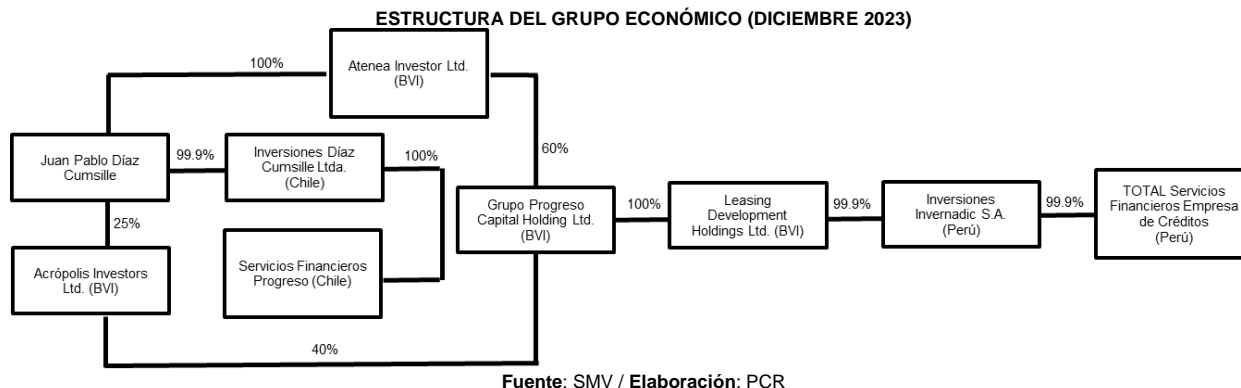 ESTRUCTURA DEL GRUPO ECONÓMICO (DICIEMBRE 2023)
100%
Atenea Investor Ltd.
(BVI)
Juan Pablo Díaz
Cumsille
99.9%
Inversiones Díaz
Cumsille Ltda.
(Chile)
100%
60%
25%
Grupo Progreso
Capital Holding Ltd.
(BVI)
100%
Leasing
Development
Holdings Ltd. (BVI)
99.9%
Inversiones
Invernadic S.A.
(Perú)
99.9%
TOTAL Servicios
Financieros Empresa
de Créditos
(Perú)
Acrópolis Investors
Ltd. (BVI)
Servicios Financieros
Progreso (Chile)
40%
Fuente: SMV / Elaboración: PCR